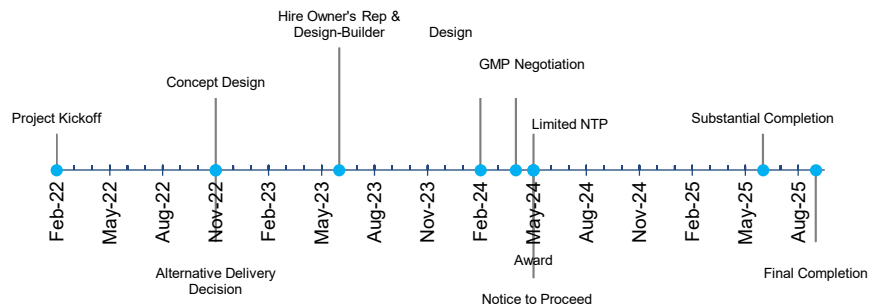 Hire Owner's Rep &
Design-Builder
Design
GMP Negotiation
Concept Design
Project Kickoff
Limited NTP
Substantial Completion
Feb-22
May-22
Aug-22
Nov-22
Feb-23
May-23
Aug-23
Nov-23
Feb-24
May-24
Aug-24
Nov-24
Feb-25
May-25
Aug-25
Award
Alternative Delivery
Decision
Final Completion
Notice to Proceed